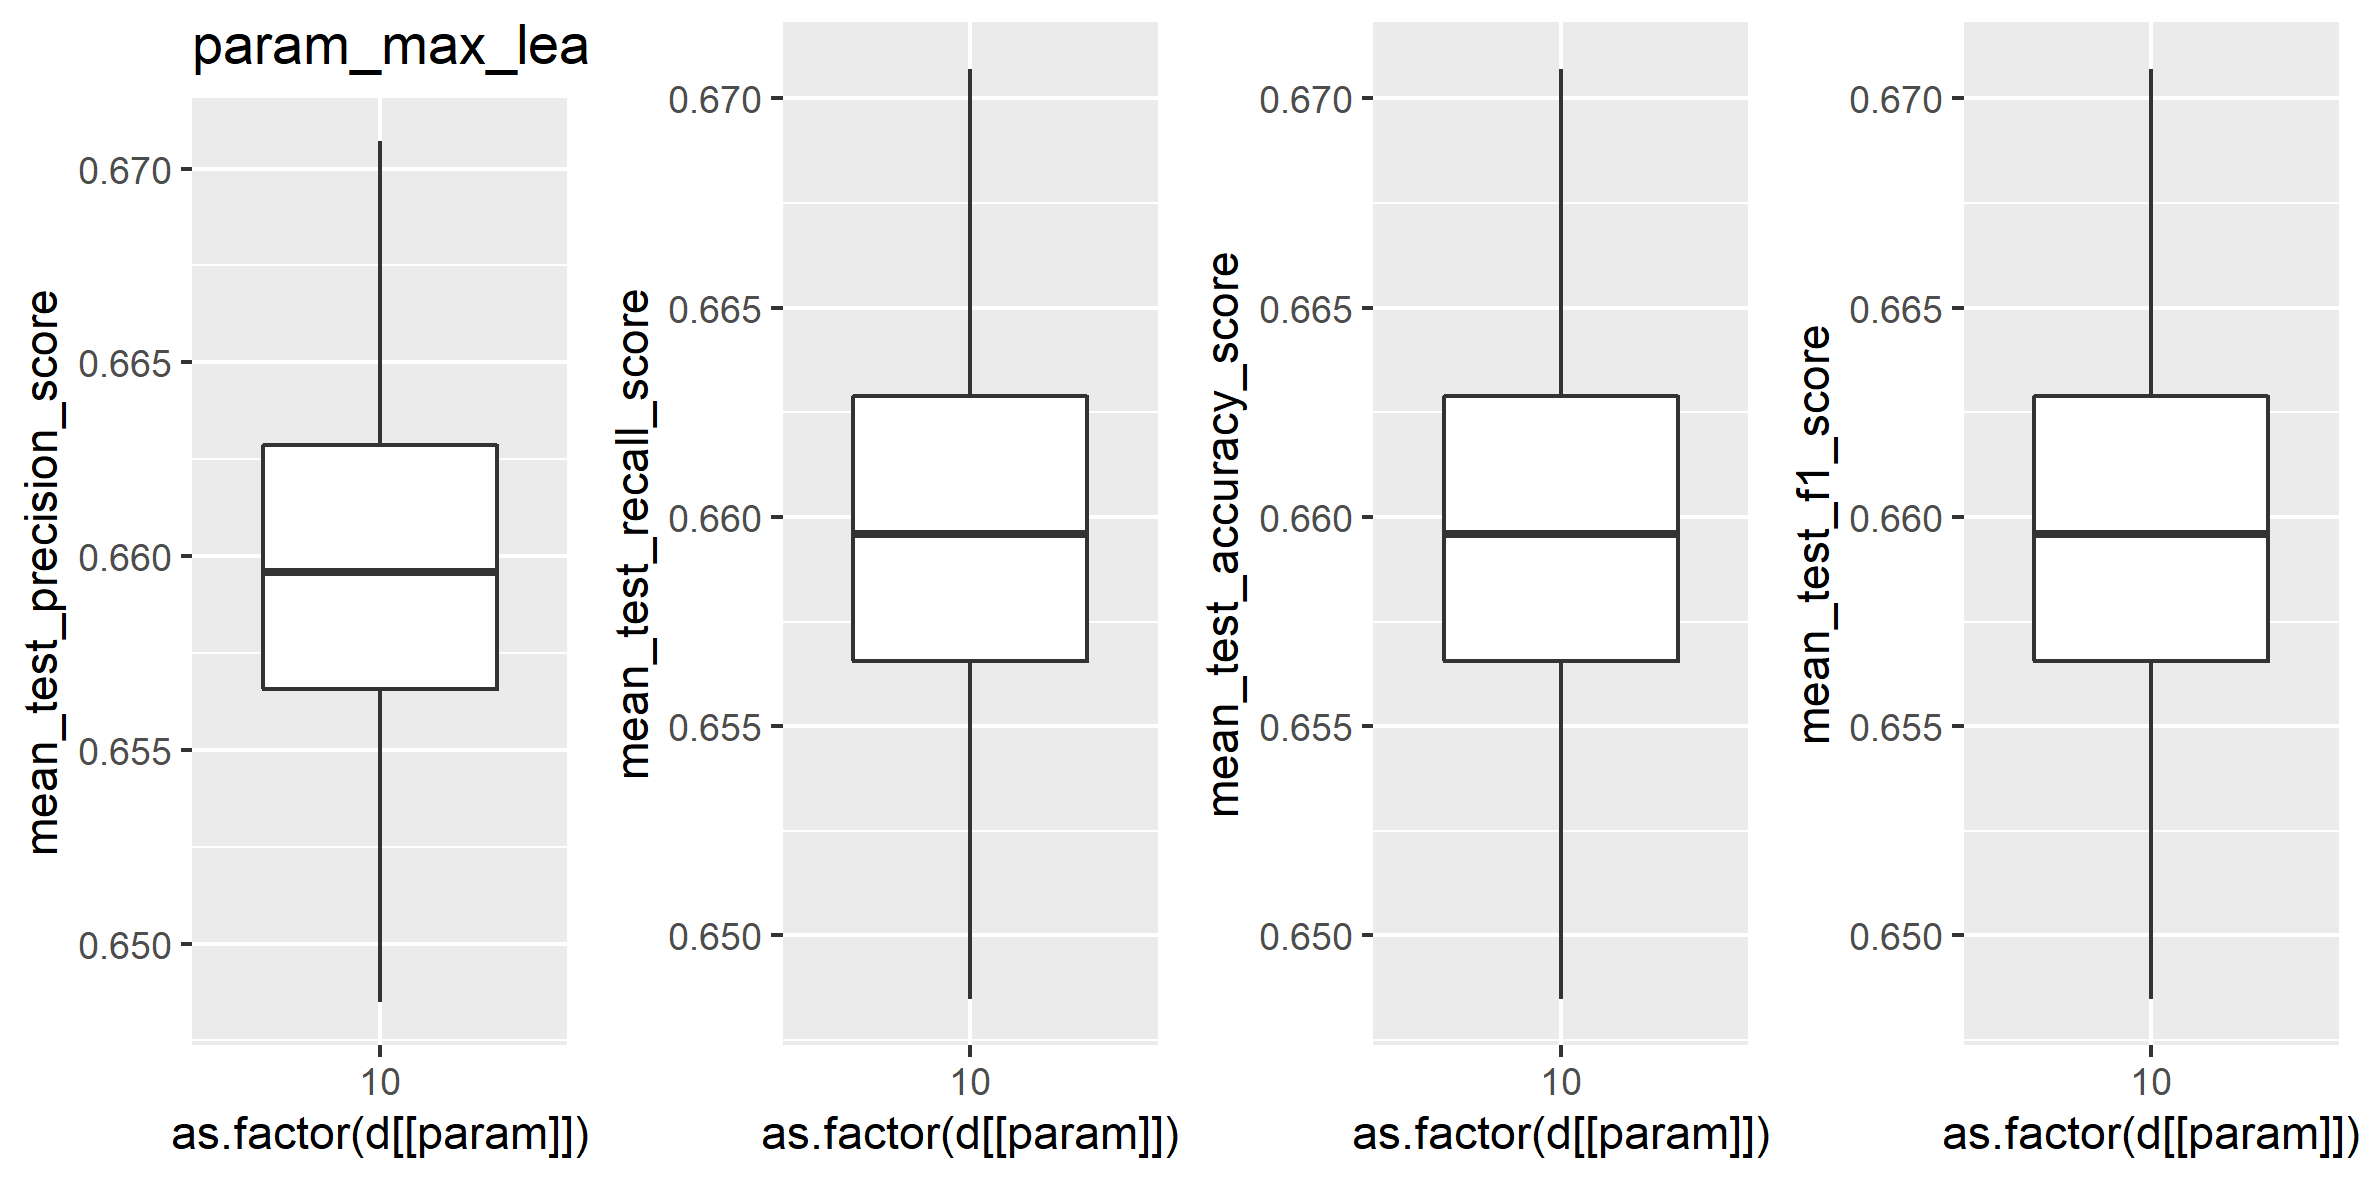 param_max_lea
mean_test_precision_score
0.670
0.665
0.660
0.655
0.650
10
as.factor(d[[param]])
mean_test_recall_score
0.670
0.665
0.660
0.655
0.650
10
as.factor(d[[param]])
mean_test_accuracy_score
0.670
0.665
0.660
0.655
0.650
10
as.factor(d[[param]])
mean_test_f1_score
0.670
0.665
0.660
0.655
0.650
10
as.factor(d[[param]])